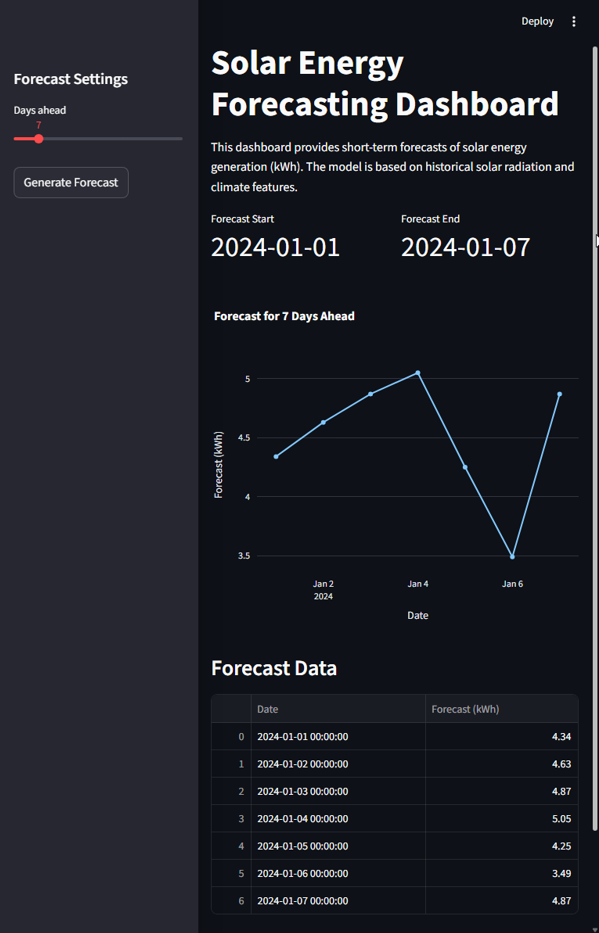 Deploy
Forecast Settings
Days ahead
7
Generate Forecast
Solar Energy
Forecasting Dashboard
This dashboard provides short-term forecasts of solar energy
generation (kWh). The model is based on historical solar radiation and
climate features.
Forecast Start
2024-01-01
Forecast End
2024-01-07
Forecast for 7 Days Ahead
Forecast (kWh)
5
4.5
4
3.5
Jan 2
2024
Jan 4
Jan 6
Date
Forecast Data
Date Forecast (kWh)
0 2024-01-01 00:00:00 4.34
1 2024-01-02 00:00:00 4.63
2 2024-01-03 00:00:00 4.87
3 2024-01-04 00:00:00 5.05
4 2024-01-05 00:00:00 4.25
5 2024-01-06 00:00:00 3.49
6 2024-01-07 00:00:00 4.87